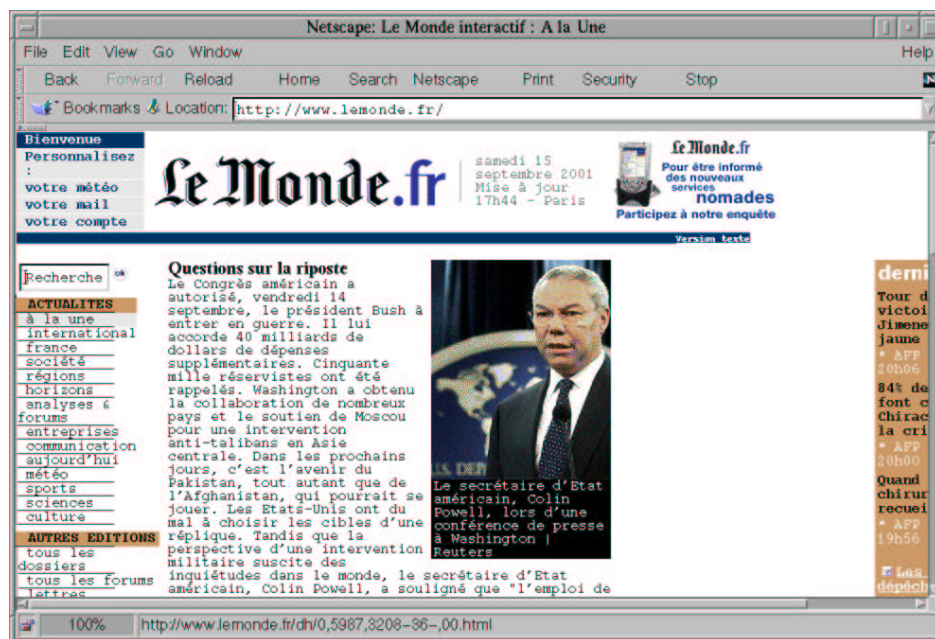 Netscape: Le Monde interactif : A la Une
File Edit View Go Window Help
Back Forward Reload Home Search Netscape Print Security Stop N
Bookmarks Location: http://www.lemonde.fr/
Bienvenue
Personnalisez
:
votre météo
votre mail
votre compte
Le Monde.fr
samedi 15
septembre 2001
Mise à jour
17h44 - Paris
Le Monde.fr
Pour être informé
des nouveaux
services
nomades
Participez à notre enquête
Version texte
Recherche ok
ACTUALITES
à la une
international
france
société
régions
horizons
analyses &
forums
entreprises
communication
aujourd'hui
météo
sports
sciences
culture
AUTRES EDITIONS
tous les
dossiers
tous les forums
lettres
Questions sur la riposte
Le Congrès américain a
autorisé, vendredi 14
septembre, le président Bush à
entrer en guerre. Il lui
accorde 40 milliards de
dollars de dépenses
supplémentaires. Cinquante
mille réservistes ont été
rappelés. Washington a obtenu
la collaboration de nombreux
pays et le soutien de Moscou
pour une intervention
anti-talibans en Asie
centrale. Dans les prochains
jours, c'est l'avenir du
Pakistan, tout autant que de
l'Afghanistan, qui pourrait se
jouer. Les Etats-Unis ont du
mal à choisir les cibles d'une
réplique. Tandis que la
perspective d'une intervention
militaire suscite des
inquiétudes dans le monde, le secrétaire d'Etat
américain, Colin Powell, a souligné que "l'emploi de
U.S. DEP
Le secrétaire d'Etat
américain, Colin
Powell, lors d'une
conférence de presse
à Washington |
Reuters
derni
Tour d
victoi
Jimene
jaune
• AFP
20h06
84% de
font c
Chirac
la cri
• AFP
20h00
Quand
chirur
recuei
• AFP
19h56
Les
dépêch
100% http://www.lemonde.fr/dh/0,5987,3208-36-,00.html